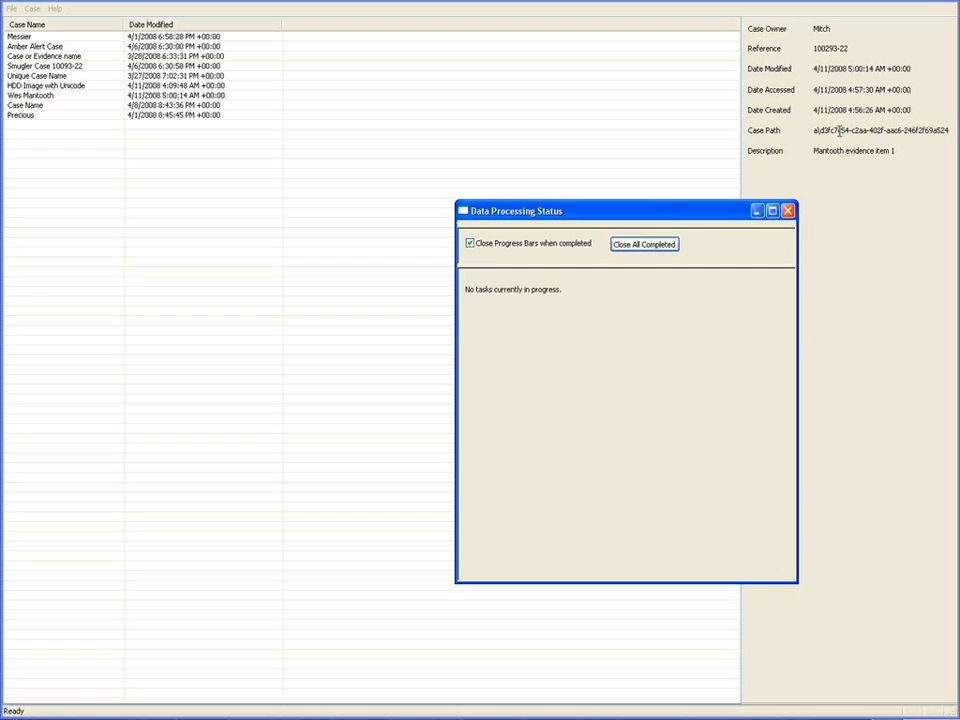 File Case Help
Case Name Date Modified
Messier 4/1/2008 6:58:28 PM +00:00
Amber Alert Case 4/6/2008 6:30:00 PM +00:00
Case or Evidence name 3/28/2008 6:33:31 PM +00:00
Smugler Case 10093-22 4/6/2008 6:30:58 PM +00:00
Unique Case Name 3/27/2008 7:02:31 PM +00:00
HDD Image with Unicode 4/11/2008 4:09:48 AM +00:00
Wes Mantooth 4/11/2008 5:00:14 AM +00:00
Case Name 4/8/2008 8:43:36 PM +00:00
Precious 4/1/2008 8:45:45 PM +00:00
Case Owner Mitch
Reference 100293-22
Date Modified 4/11/2008 5:00:14 AM +00:00
Date Accessed 4/11/2008 4:57:30 AM +00:00
Date Created 4/11/2008 4:56:26 AM +00:00
Case Path
Description Mantooth evidence item 1
Data Processing Status
Close Progress Bars when completed Close All Completed
No tasks currently in progress.
Ready